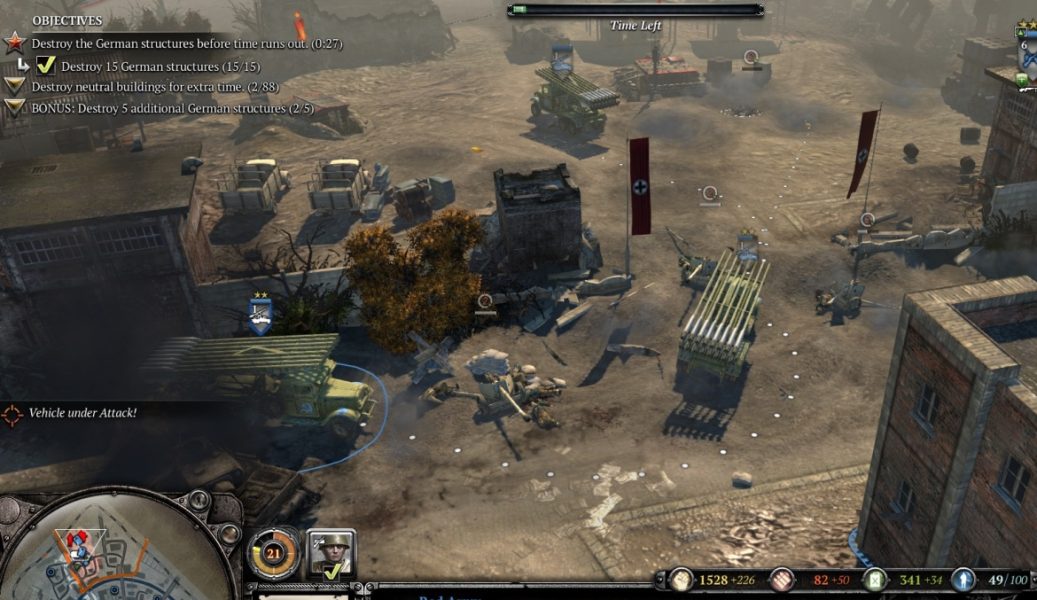 OBJECTIVES
Destroy the German structures before time runs out. (0:27)
Destroy 15 German structures (15/15)
Destroy neutral buildings for extra time. (2/88)
BONUS: Destroy 5 additional German structures (2/5)
Time Left
6
Vehicle under Attack!
21
1528 +226
82 +50
341 +34
49/100